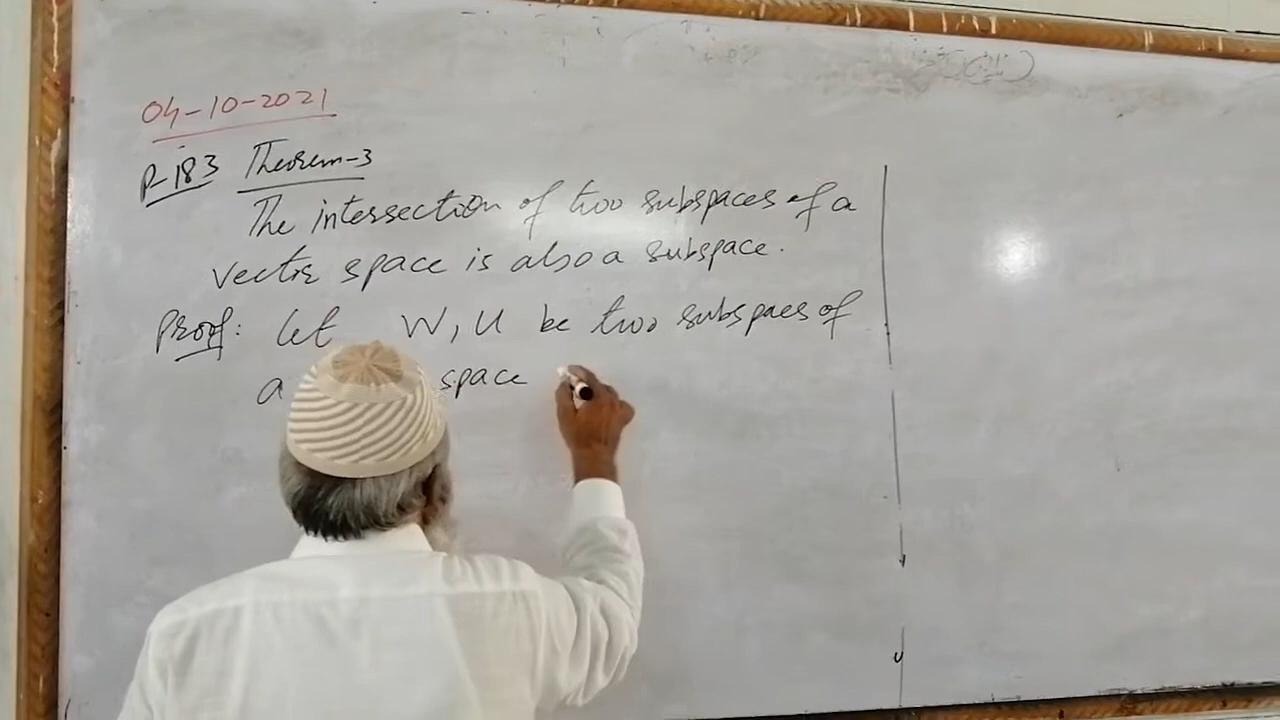 04-10-2021
P-183 Theorem-3
The intersection of two subspaces of a
vector space is also a subspace.
Proof: let W, U be two subspaes of
a space